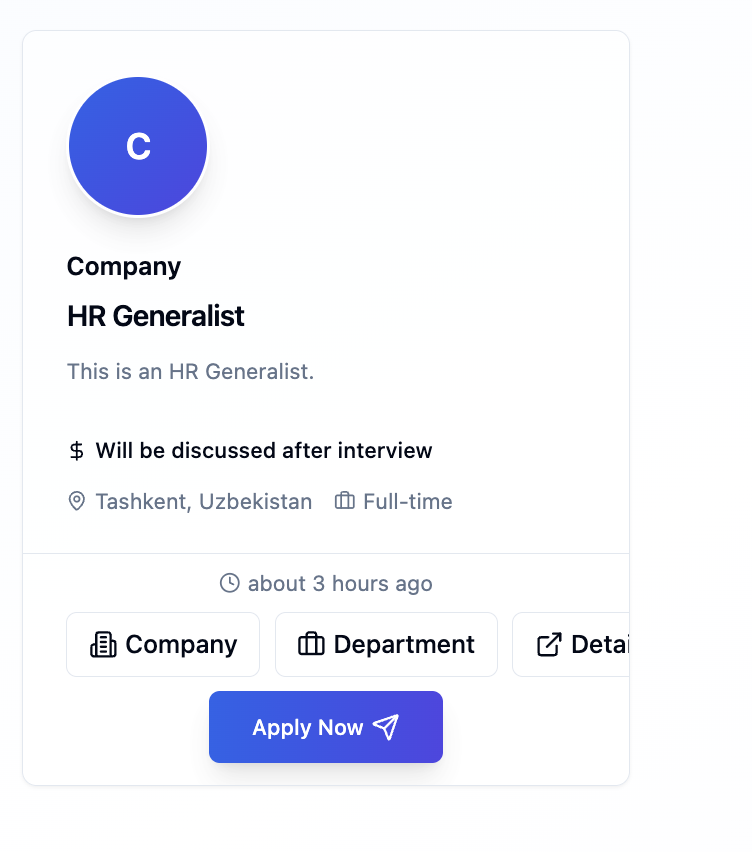 C
Company
HR Generalist
This is an HR Generalist.
$ Will be discussed after interview
Tashkent, Uzbekistan Full-time
about 3 hours ago
Company Department Detai
Apply Now